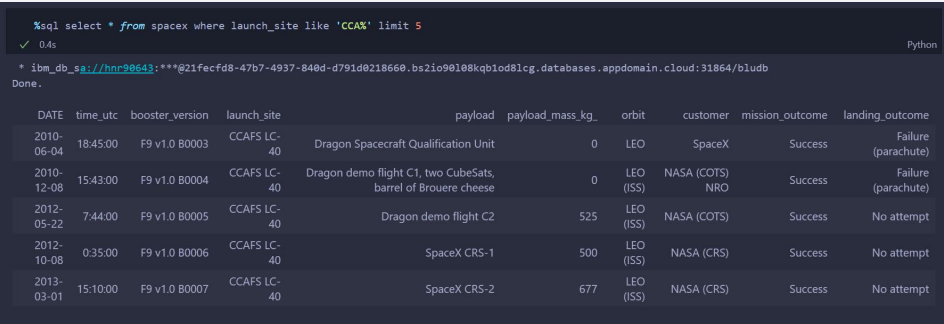 %sql select * from spacex where launch_site like 'CCA%' limit 5
✓ 0.4s Python
* ibm_db_sa://hnr90643:***@21fecfd8-47b7-4937-840d-d791d0218660.bs2io90l08kqb1od8lcg.databases.appdomain.cloud:31864/bludb
Done.
DATE time_utc booster_version launch_site payload payload_mass_kg_ orbit customer mission_outcome landing_outcome
2010-06-04 18:45:00 F9 v1.0 B0003 CCAFS LC-40 Dragon Spacecraft Qualification Unit 0 LEO SpaceX Success Failure (parachute)
2010-12-08 15:43:00 F9 v1.0 B0004 CCAFS LC-40 Dragon demo flight C1, two CubeSats, barrel of Brouere cheese 0 LEO (ISS) NASA (COTS) NRO Success Failure (parachute)
2012-05-22 7:44:00 F9 v1.0 B0005 CCAFS LC-40 Dragon demo flight C2 525 LEO (ISS) NASA (COTS) Success No attempt
2012-10-08 0:35:00 F9 v1.0 B0006 CCAFS LC-40 SpaceX CRS-1 500 LEO (ISS) NASA (CRS) Success No attempt
2013-03-01 15:10:00 F9 v1.0 B0007 CCAFS LC-40 SpaceX CRS-2 677 LEO (ISS) NASA (CRS) Success No attempt